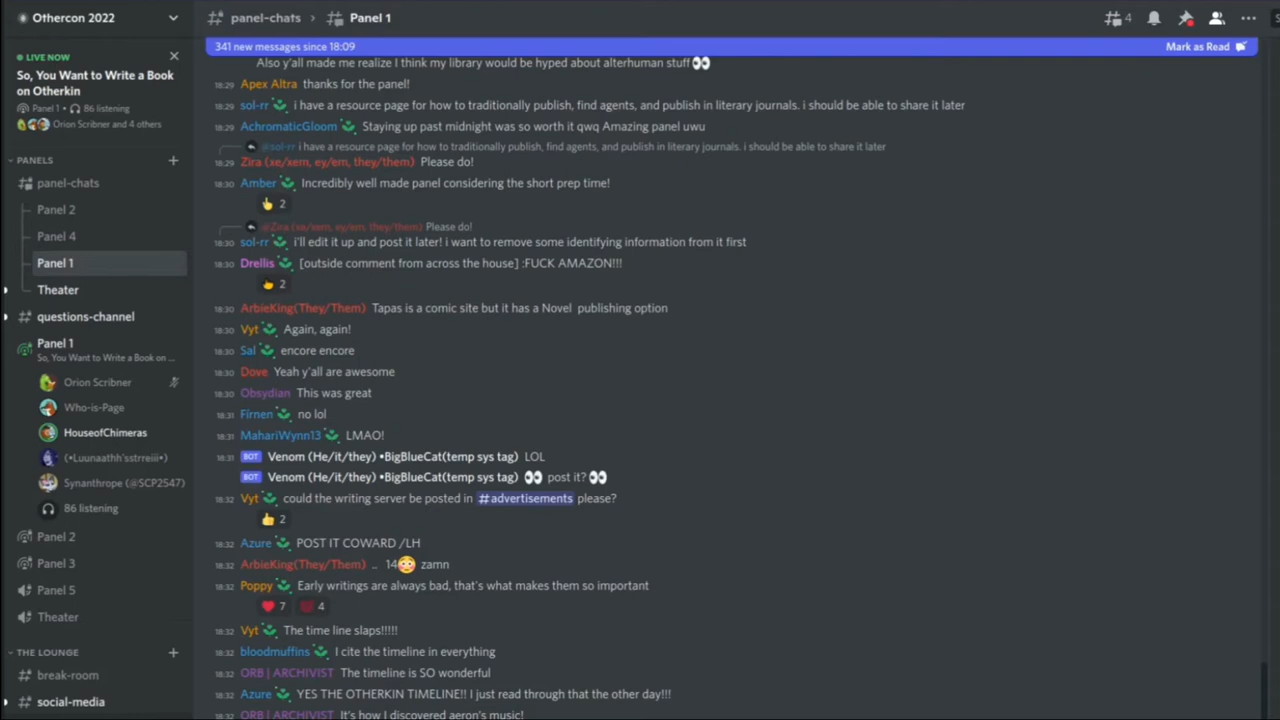 Othercon 2022
panel-chats › Panel 1
4
341 new messages since 18:09
Mark as Read
LIVE NOW
So, You Want to Write a Book on Otherkin
Panel 1 • 86 listening
Orion Scribner and 4 others
PANELS
panel-chats
Panel 2
Panel 4
Panel 1
Theater
questions-channel
Panel 1
So, You Want to Write a Book on ...
Orion Scribner
Who-is-Page
HouseofChimeras
(•Luunaathh'sstrreiii•)
Synanthrope (@SCP2547)
86 listening
Panel 2
Panel 3
Panel 5
Theater
THE LOUNGE
break-room
social-media
Also y'all made me realize I think my library would be hyped about alterhuman stuff 👀
18:29 Apex Altra thanks for the panel!
18:29 sol-rr i have a resource page for how to traditionally publish, find agents, and publish in literary journals. i should be able to share it later
18:29 AchromaticGloom Staying up past midnight was so worth it qwq Amazing panel uwu
@sol-rr i have a resource page for how to traditionally publish, find agents, and publish in literary journals. i should be able to share it later
18:29 Zira (xe/xem, ey/em, they/them) Please do!
18:30 Amber Incredibly well made panel considering the short prep time!
2
@Zira (xe/xem, ey/em, they/them) Please do!
18:30 sol-rr i'll edit it up and post it later! i want to remove some identifying information from it first
18:30 Drellis [outside comment from across the house] :FUCK AMAZON!!!
2
18:30 ArbieKing(They/Them) Tapas is a comic site but it has a Novel publishing option
18:30 Vyt Again, again!
18:30 Sal encore encore
18:30 Dove Yeah y'all are awesome
18:30 Obsydian This was great
18:31 Fírnen no lol
18:31 MahariWynn13 LMAO!
18:31 BOT Venom (He/it/they) •BigBlueCat(temp sys tag) LOL
BOT Venom (He/it/they) •BigBlueCat(temp sys tag) 👀 post it? 👀
18:32 Vyt could the writing server be posted in #advertisements please?
2
18:32 Azure POST IT COWARD /LH
18:32 ArbieKing(They/Them) .. 14😳 zamn
18:32 Poppy Early writings are always bad, that's what makes them so important
7 4
18:32 Vyt The time line slaps!!!!!
18:32 bloodmuffins I cite the timeline in everything
18:32 ORB | ARCHIVIST The timeline is SO wonderful
18:32 Azure YES THE OTHERKIN TIMELINE!! I just read through that the other day!!!
18:32 ORB | ARCHIVIST It's how I discovered aeron's music!